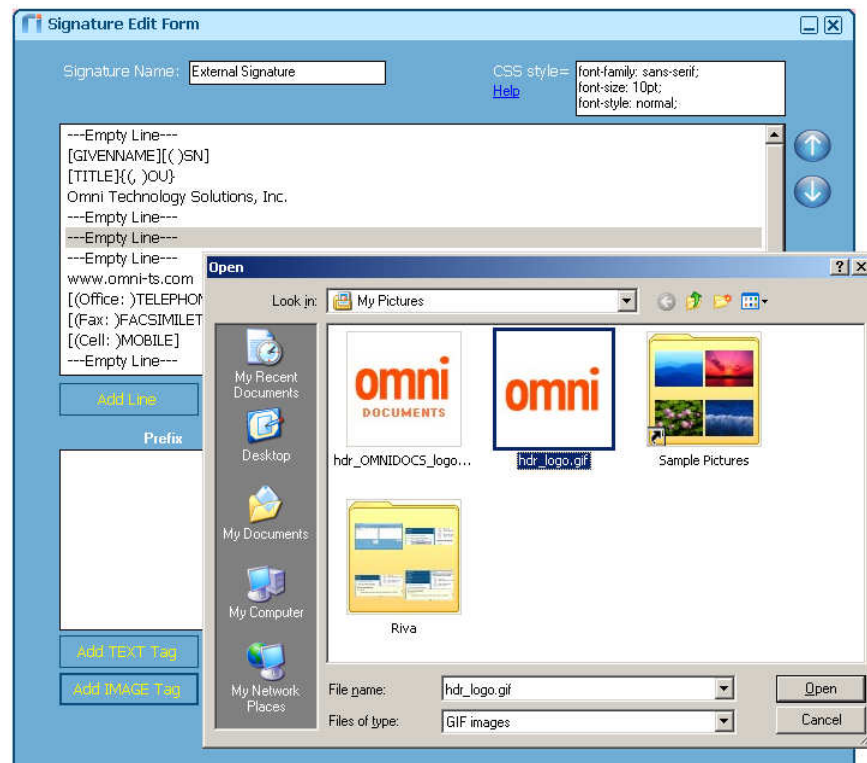 Signature Edit Form
Signature Name: External Signature
CSS style=
Help
font-family: sans-serif;
font-size: 10pt;
font-style: normal;
---Empty Line---
[GIVENNAME][( )SN]
[TITLE]{(, )OU}
Omni Technology Solutions, Inc.
---Empty Line---
---Empty Line---
---Empty Line---
www.omni-ts.com
[(Office: )TELEPHON
[(Fax: )FACSIMILET
[(Cell: )MOBILE]
---Empty Line---
Add Line
Prefix
Add TEXT Tag
Add IMAGE Tag
Open
Look in: My Pictures
My Recent
Documents
Desktop
My Documents
My Computer
My Network
Places
omni
DOCUMENTS
hdr_OMNIDOCS_logo...
omni
hdr_logo.gif
Sample Pictures
Riva
File name: hdr_logo.gif Open
Files of type: GIF images Cancel